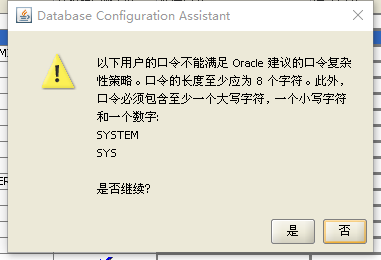 Database Configuration Assistant
以下用户的口令不能满足 Oracle 建议的口令复杂
性策略。口令的长度至少应为 8 个字符。此外，
口令必须包含至少一个大写字符，一个小写字符
和一个数字:
SYSTEM
SYS
是否继续?
是
否